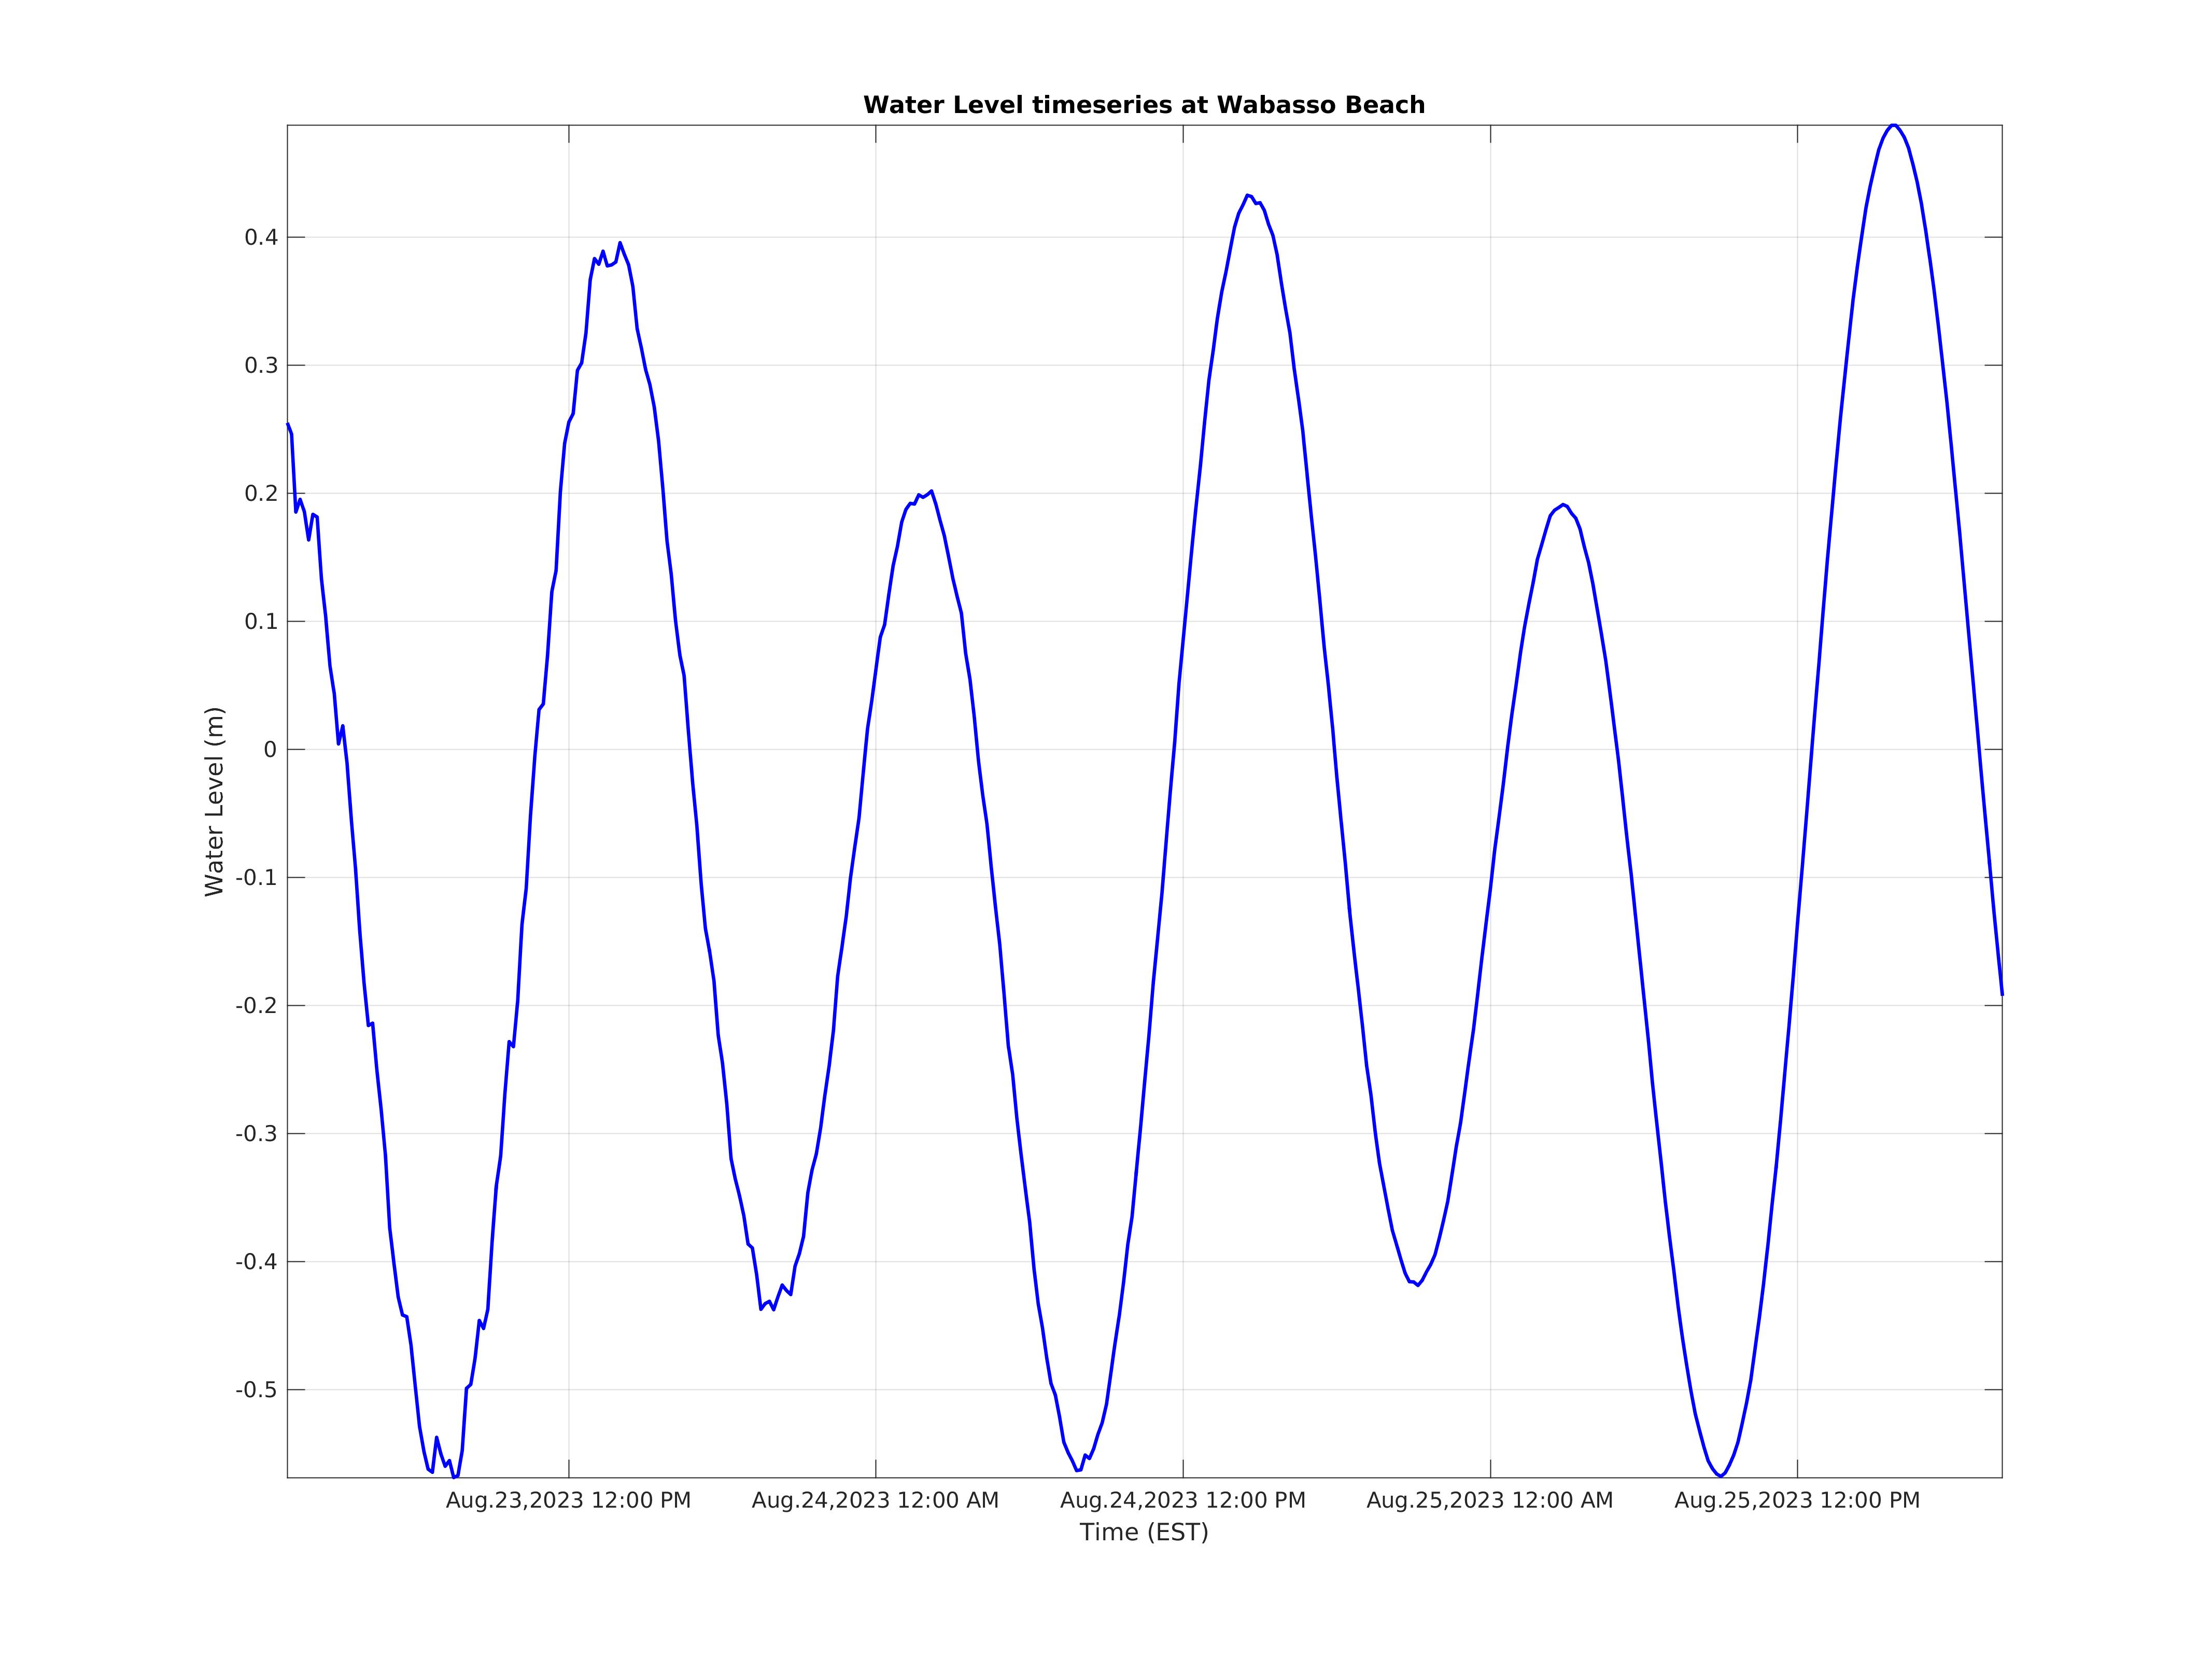 Water Level timeseries at Wabasso Beach
Water Level (m)
0.4
0.3
0.2
0.1
0
-0.1
-0.2
-0.3
-0.4
-0.5
Aug.23,2023 12:00 PM
Aug.24,2023 12:00 AM
Aug.24,2023 12:00 PM
Aug.25,2023 12:00 AM
Aug.25,2023 12:00 PM
Time (EST)